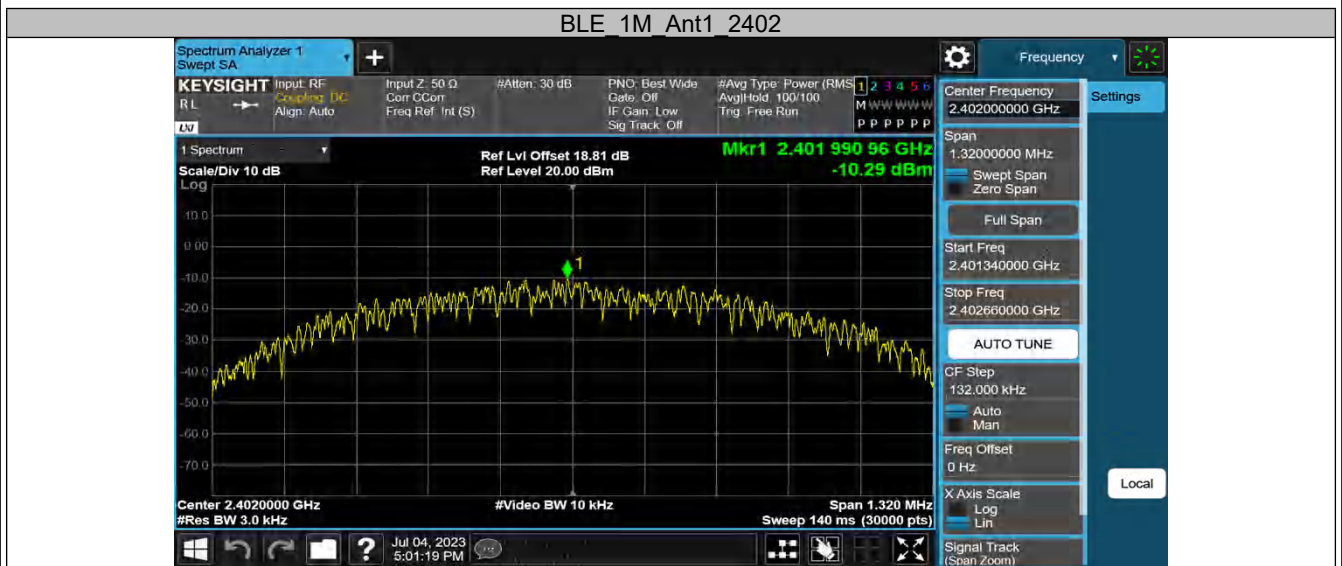 BLE_1M_Ant1_2402
Spectrum Analyzer 1
Swept SA
+
Frequency
KEYSIGHT
RL
LXI
Input: RF
Coupling: DC
Align: Auto
Input Z: 50 Ω
Corr CCorr
Freq Ref: Int (S)
#Atten: 30 dB
PNO: Best Wide
Gate: Off
IF Gain: Low
Sig Track: Off
#Avg Type: Power (RMS
Avg|Hold: 100/100
Trig: Free Run
1 2 3 4 5 6
M W W W W W
P P P P P P
1 Spectrum
Scale/Div 10 dB
Log
Ref Lvl Offset 18.81 dB
Ref Level 20.00 dBm
Mkr1 2.401 990 96 GHz
-10.29 dBm
10.0
0.00
-10.0
-20.0
-30.0
-40.0
-50.0
-60.0
-70.0
1
Center 2.4020000 GHz
#Res BW 3.0 kHz
#Video BW 10 kHz
Span 1.320 MHz
Sweep 140 ms (30000 pts)
Jul 04, 2023
5:01:19 PM
?
Center Frequency
2.402000000 GHz
Settings
Span
1.32000000 MHz
Swept Span
Zero Span
Full Span
Start Freq
2.401340000 GHz
Stop Freq
2.402660000 GHz
AUTO TUNE
CF Step
132.000 kHz
Auto
Man
Freq Offset
0 Hz
X Axis Scale
Log
Lin
Local
Signal Track
(Span Zoom)